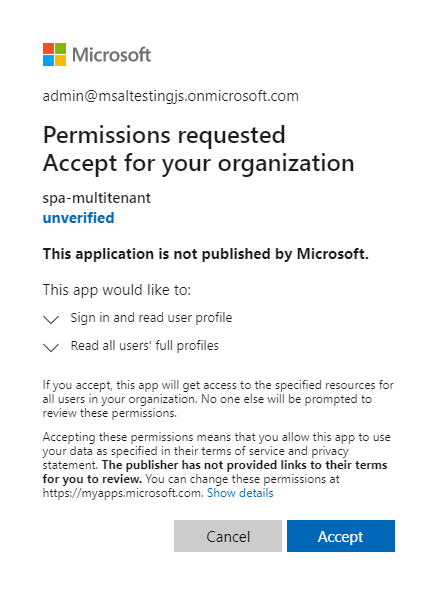 Microsoft
admin@msaltestingjs.onmicrosoft.com
Permissions requested
Accept for your organization
spa-multitenant
unverified
This application is not published by Microsoft.
This app would like to:
Sign in and read user profile
Read all users' full profiles
If you accept, this app will get access to the specified resources for
all users in your organization. No one else will be prompted to
review these permissions.
Accepting these permissions means that you allow this app to use
your data as specified in their terms of service and privacy
statement. The publisher has not provided links to their terms
for you to review. You can change these permissions at
https://myapps.microsoft.com. Show details
Cancel
Accept